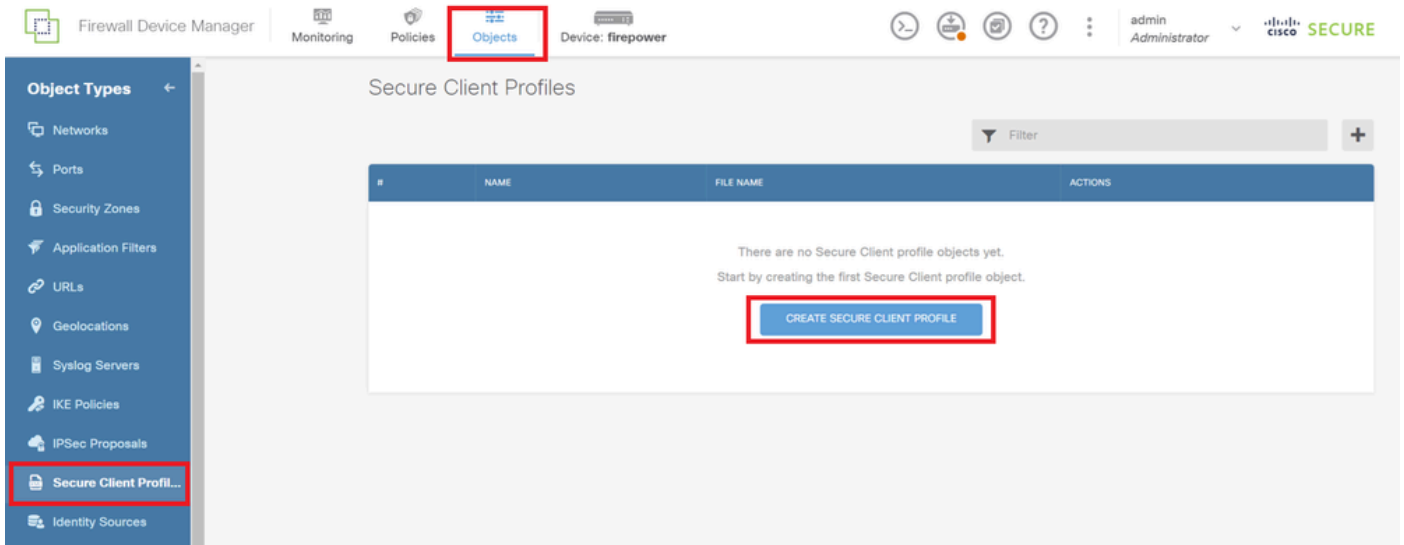 Firewall Device Manager
Monitoring
Policies
Objects
Device: firepower
admin
Administrator
cisco SECURE
Object Types
Networks
Ports
Security Zones
Application Filters
URLs
Geolocations
Syslog Servers
IKE Policies
IPSec Proposals
Secure Client Profil...
Identity Sources
Secure Client Profiles
Filter
# NAME FILE NAME ACTIONS
There are no Secure Client profile objects yet.
Start by creating the first Secure Client profile object.
CREATE SECURE CLIENT PROFILE